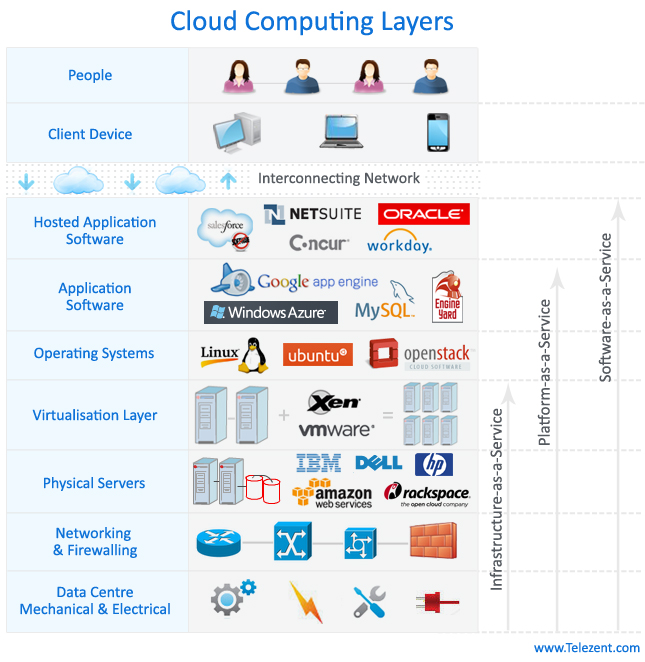 Cloud Computing Layers
People
Client Device
Interconnecting Network
Hosted Application
Software
salesforce
NETSUITE
ORACLE
Concur
workday.
Application
Software
Google app engine
Windows Azure
MySQL
Engine
Yard
Operating Systems
Linux
ubuntu
openstack
CLOUD SOFTWARE
Virtualisation Layer
+
Xen
vmware
=
Physical Servers
IBM
DELL
hp
amazon
web services
rackspace
the open cloud company
Networking
& Firewalling
Data Centre
Mechanical & Electrical
Infrastructure-as-a-Service
Platform-as-a-Service
Software-as-a-Service
www.Telezent.com